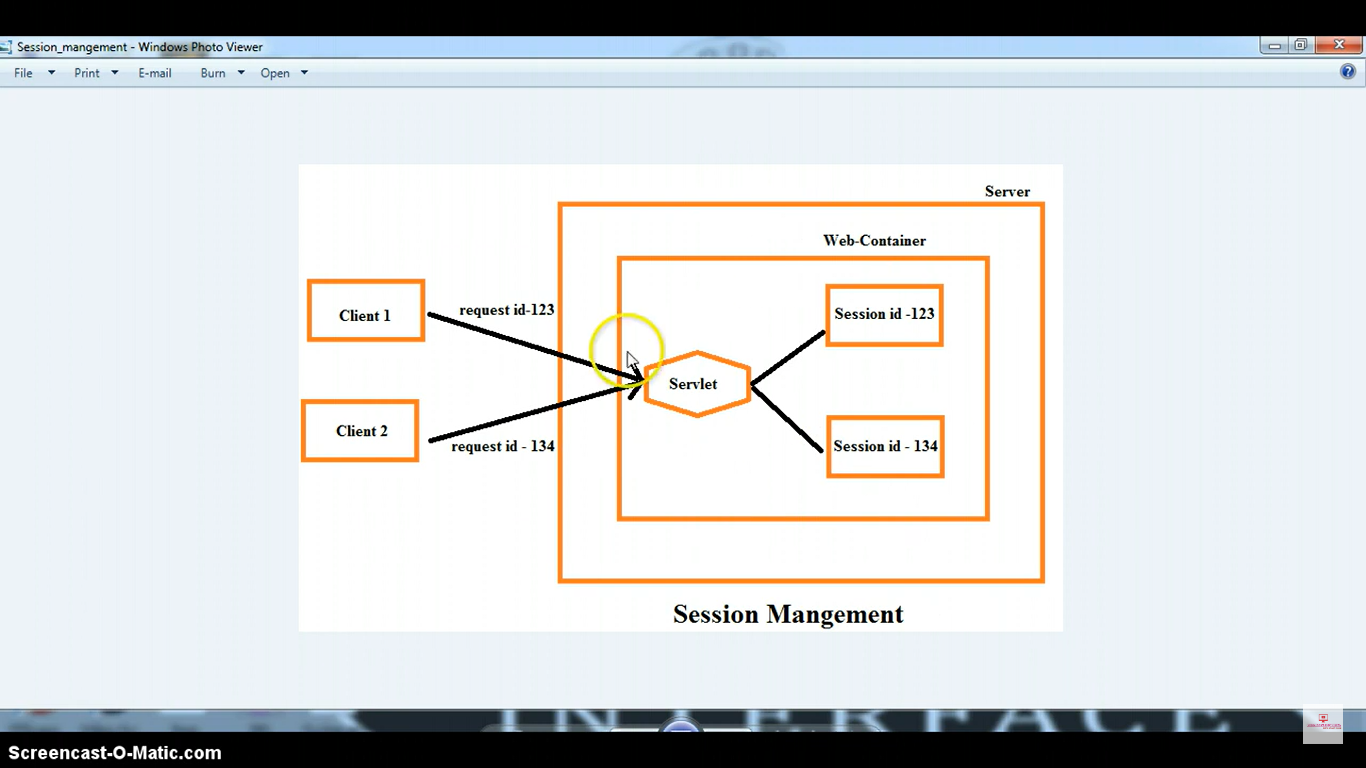 Session_mangement - Windows Photo Viewer
File Print E-mail Burn Open
Server
Web-Container
Client 1
request id-123
Session id -123
Servlet
Client 2
request id - 134
Session id - 134
Session Mangement
INTERFACE
Screencast-O-Matic.com